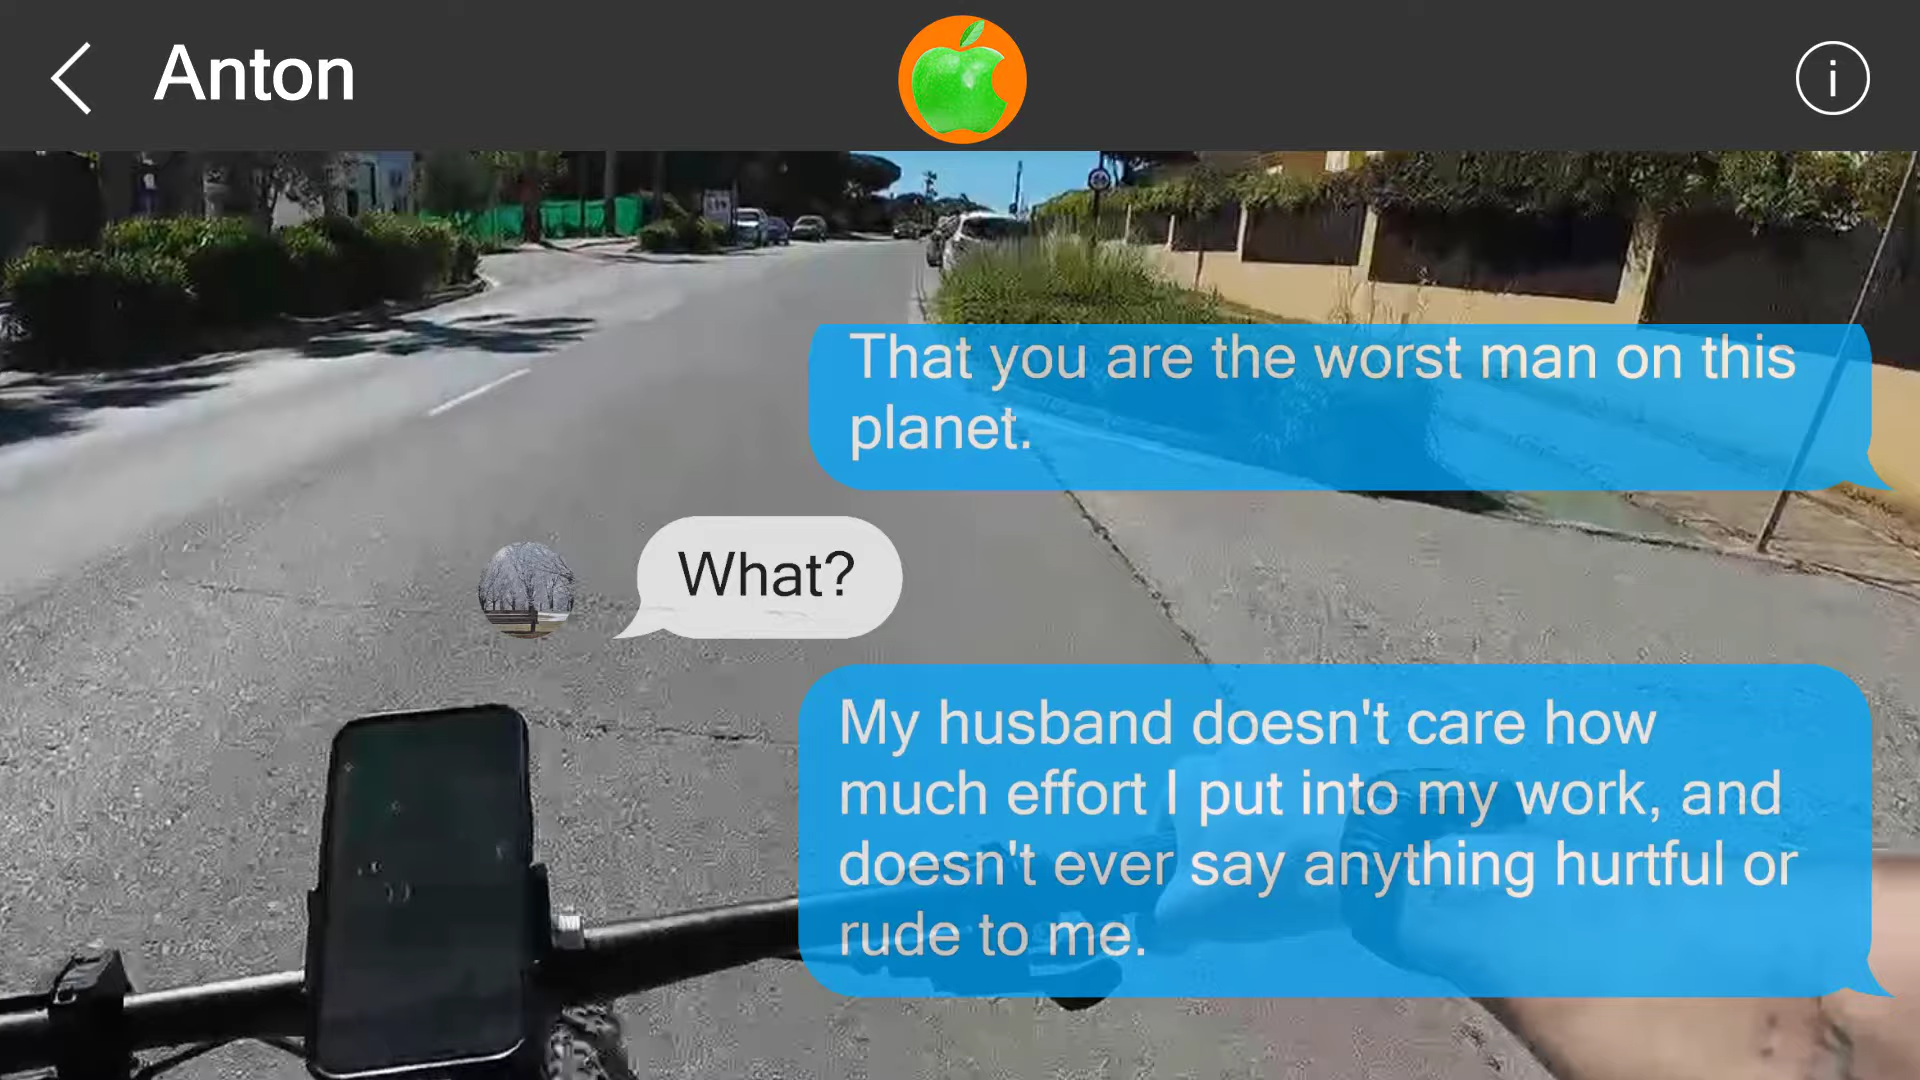 Anton
i
That you are the worst man on this
planet.
What?
My husband doesn't care how
much effort I put into my work, and
doesn't ever say anything hurtful or
rude to me.